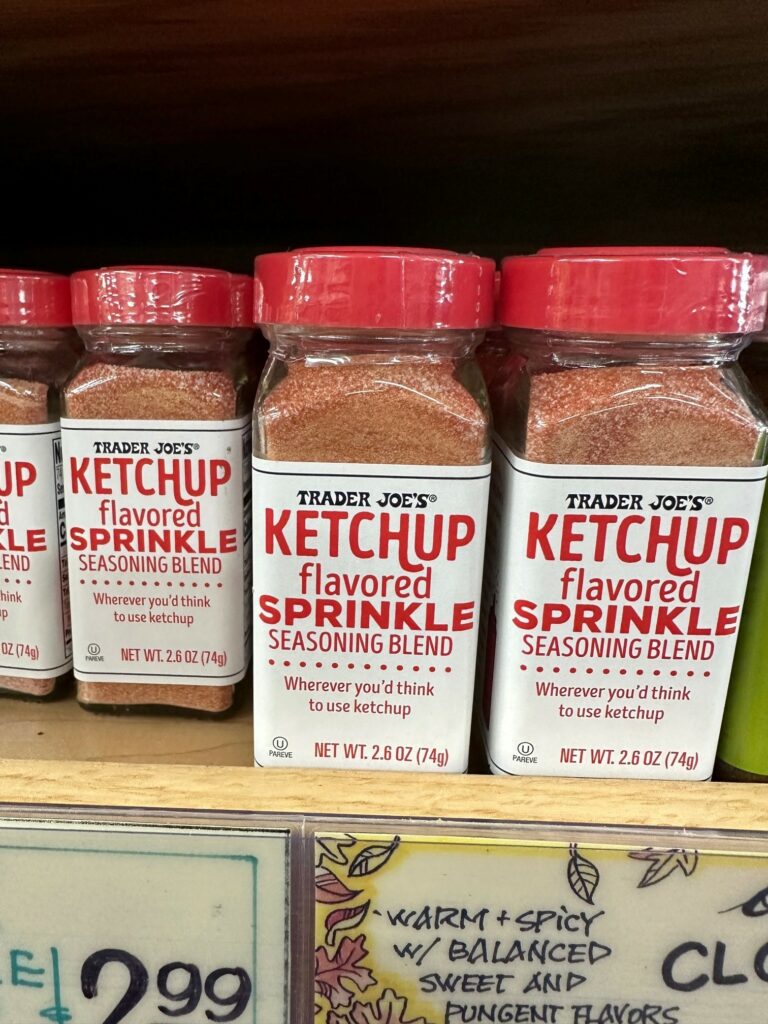 TRADER JOE'S®
KETCHUP
flavored
SPRINKLE
SEASONING BLEND
Wherever you'd think
to use ketchup
U
PAREVE
NET WT. 2.6 OZ (74g)
TRADER JOE'S®
KETCHUP
flavored
SPRINKLE
SEASONING BLEND
Wherever you'd think
to use ketchup
U
PAREVE
NET WT. 2.6 OZ (74g)
TRADER JOE'S®
KETCHUP
flavored
SPRINKLE
SEASONING BLEND
Wherever you'd think
to use ketchup
U
PAREVE
NET WT. 2.6 OZ (74g)
OZ (74g)
2.99
WARM + SPICY
W/ BALANCED
SWEET AND
PUNGENT FLAVORS